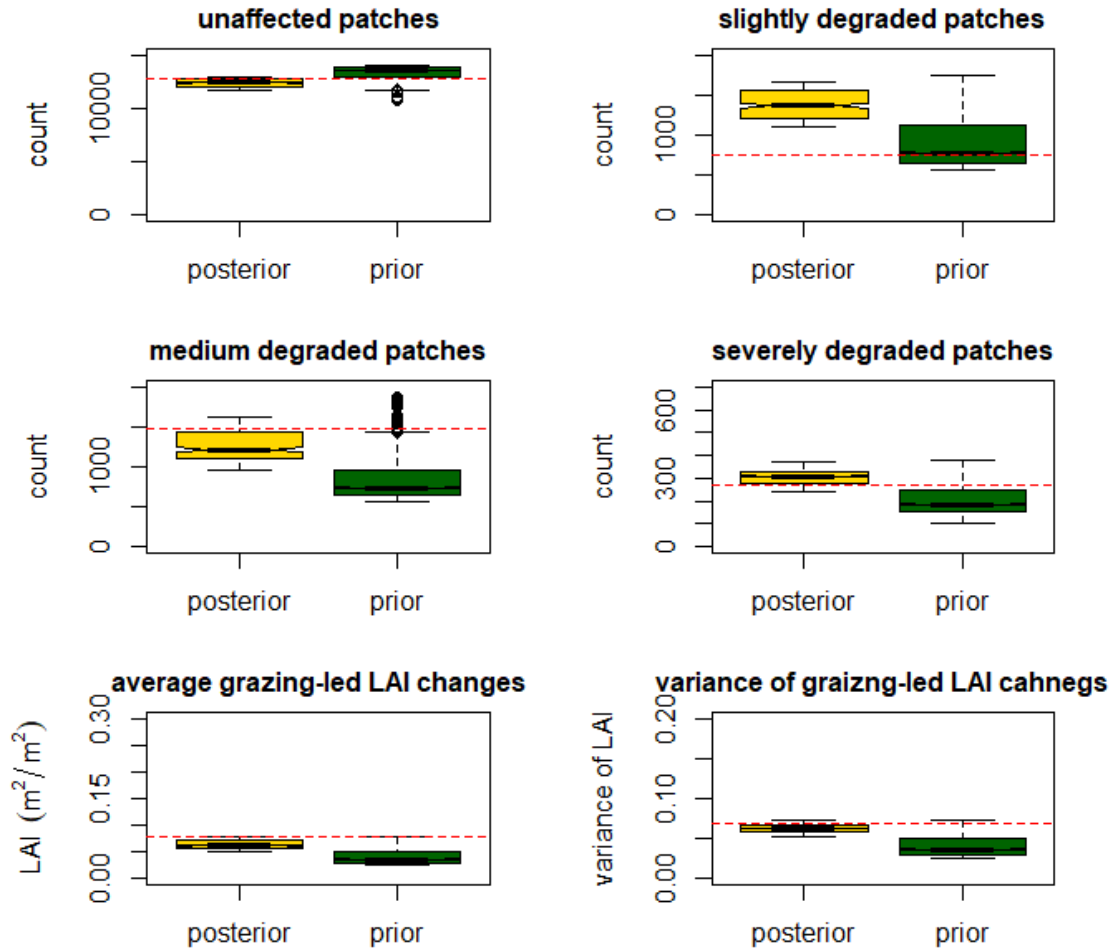 unaffected patches
count
0
10000
posterior
prior
slightly degraded patches
count
0
1000
posterior
prior
medium degraded patches
count
0
1000
posterior
prior
severely degraded patches
count
0
300
600
posterior
prior
average grazing-led LAI changes
LAI (m²/m²)
0.00
0.15
0.30
posterior
prior
variance of graizng-led LAI cahnegs
variance of LAI
0.00
0.10
0.20
posterior
prior